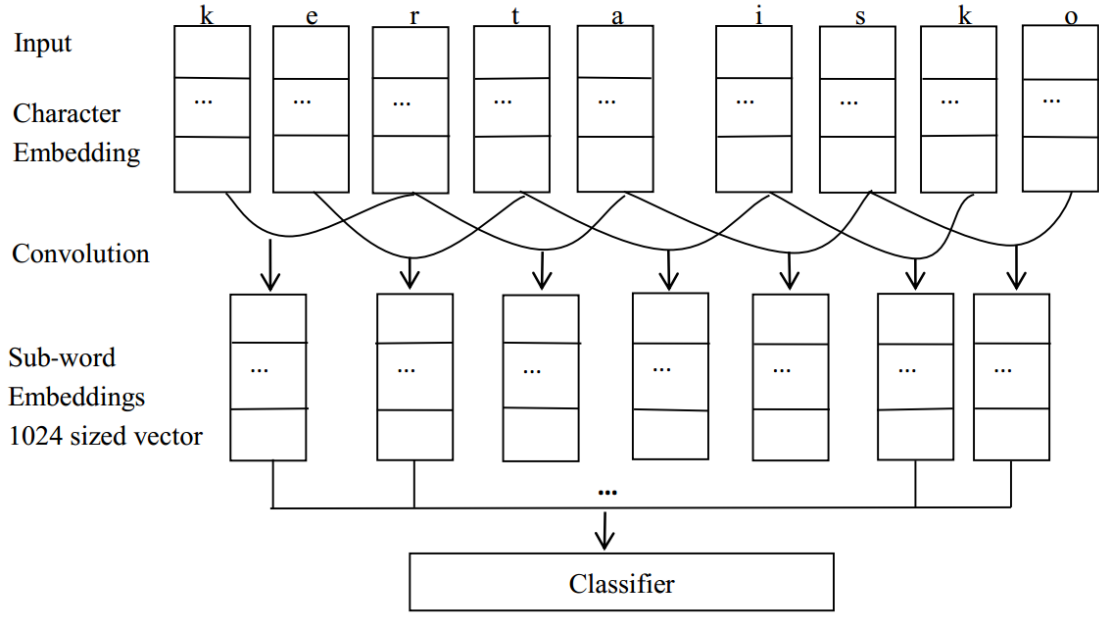 k e r t a i s k o
Input
... ... ... ... ... ... ... ... ...
Character
Embedding
Convolution
Sub-word
... ... ... ... ... ... ...
Embeddings
1024 sized vector
...
Classifier